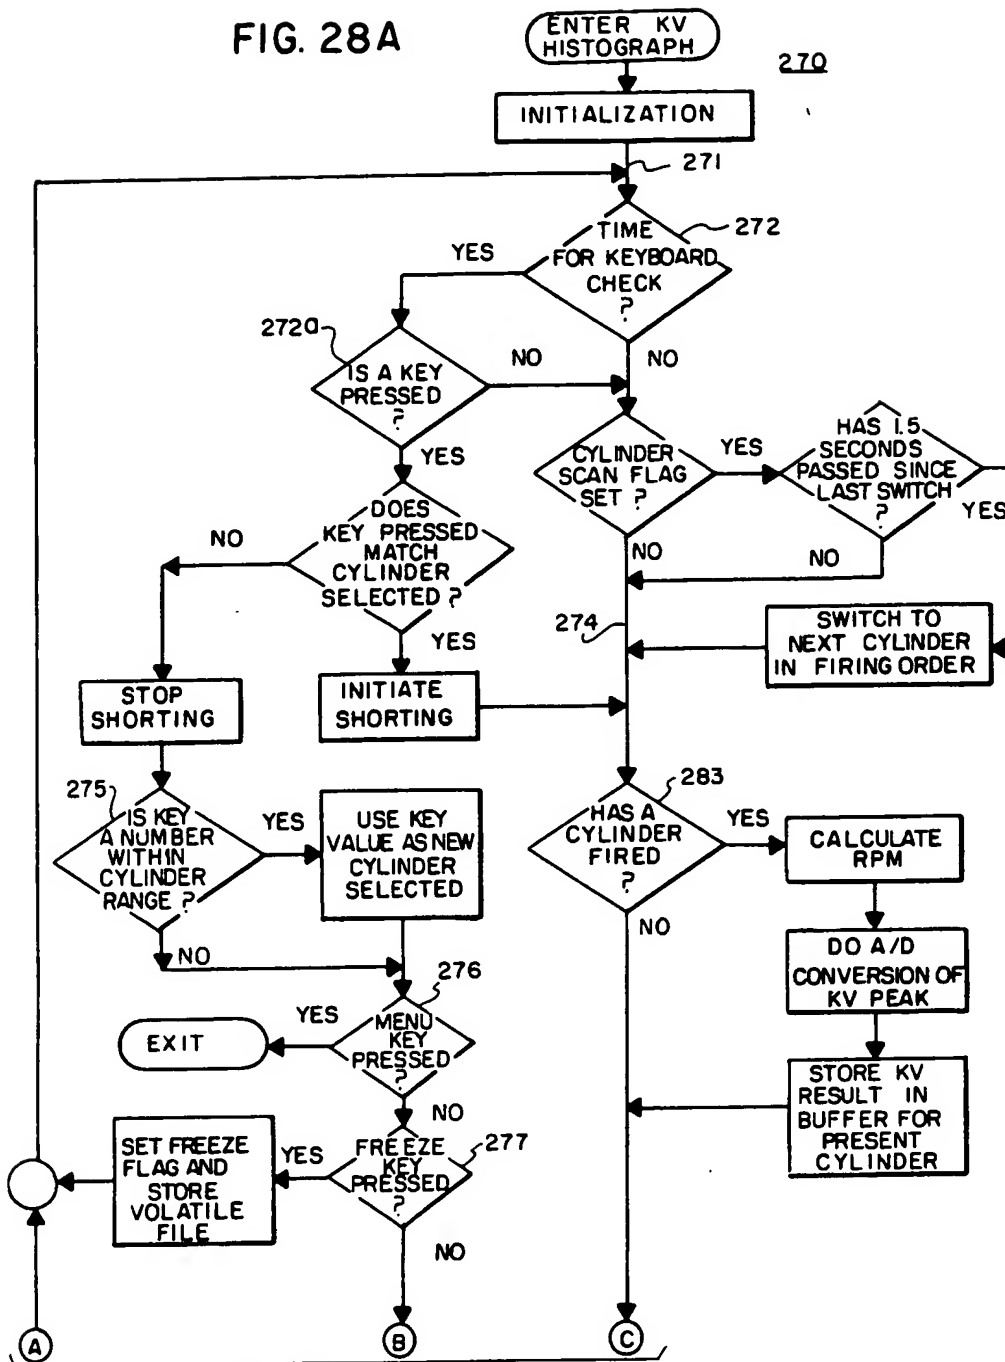 FIG. 28A
ENTER KV
HISTOGRAPH
270
INITIALIZATION
271
TIME
FOR KEYBOARD
CHECK
?
272
YES
NO
272a
IS A KEY
PRESSED
?
NO
YES
CYLINDER
SCAN FLAG
SET ?
YES
NO
HAS 1.5
SECONDS
PASSED SINCE
LAST SWITCH
?
YES
NO
DOES
KEY PRESSED
MATCH
CYLINDER
SELECTED ?
NO
YES
274
SWITCH TO
NEXT CYLINDER
IN FIRING ORDER
STOP
SHORTING
INITIATE
SHORTING
275
IS KEY
A NUMBER
WITHIN
CYLINDER
RANGE ?
YES
NO
USE KEY
VALUE AS NEW
CYLINDER
SELECTED
283
HAS A
CYLINDER
FIRED
?
YES
NO
CALCULATE
RPM
DO A/D
CONVERSION OF
KV PEAK
STORE KV
RESULT IN
BUFFER FOR
PRESENT
CYLINDER
276
MENU
KEY
PRESSED
?
YES
NO
EXIT
277
FREEZE
KEY
PRESSED
?
YES
NO
SET FREEZE
FLAG AND
STORE
VOLATILE
FILE
A
B
C